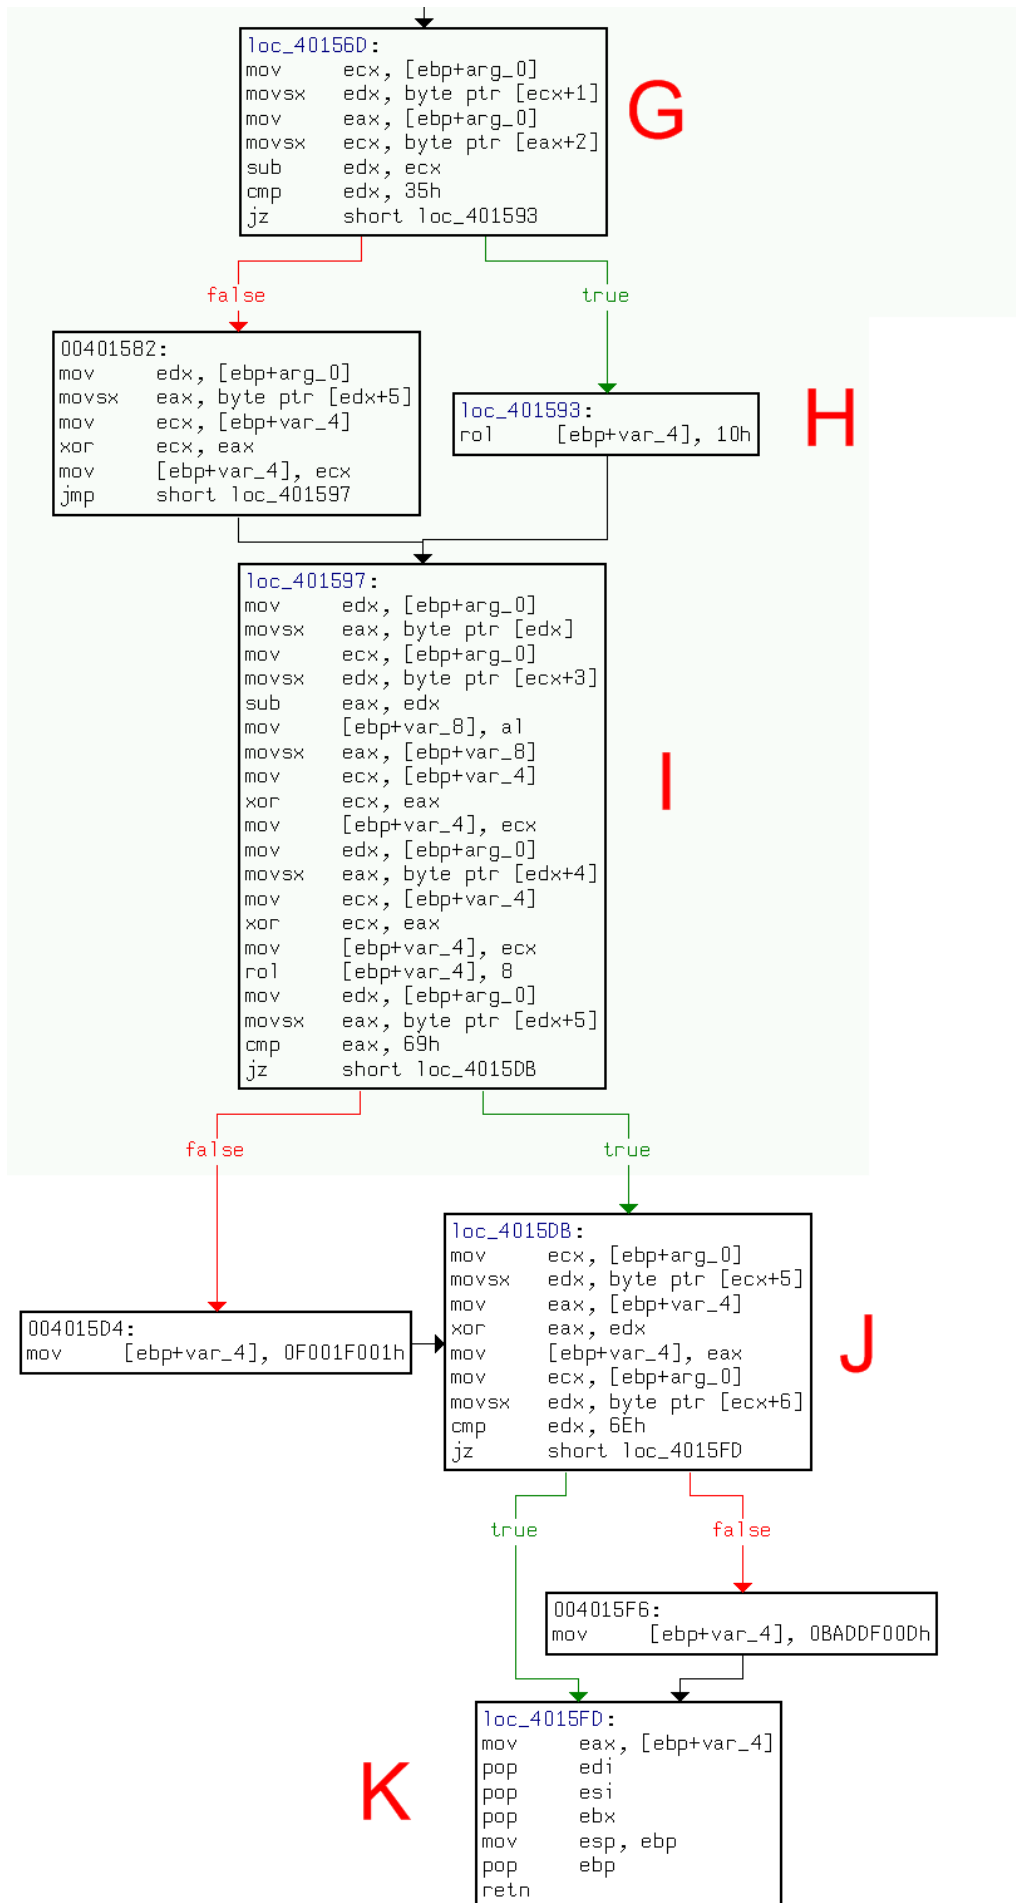 loc_40156D:
mov ecx, [ebp+arg_0]
movsx edx, byte ptr [ecx+1]
mov eax, [ebp+arg_0]
movsx ecx, byte ptr [eax+2]
sub edx, ecx
cmp edx, 35h
jz short loc_401593
G
false
true
00401582:
mov edx, [ebp+arg_0]
movsx eax, byte ptr [edx+5]
mov ecx, [ebp+var_4]
xor ecx, eax
mov [ebp+var_4], ecx
jmp short loc_401597
loc_401593:
rol [ebp+var_4], 10h
H
loc_401597:
mov edx, [ebp+arg_0]
movsx eax, byte ptr [edx]
mov ecx, [ebp+arg_0]
movsx edx, byte ptr [ecx+3]
sub eax, edx
mov [ebp+var_8], al
movsx eax, [ebp+var_8]
mov ecx, [ebp+var_4]
xor ecx, eax
mov [ebp+var_4], ecx
mov edx, [ebp+arg_0]
movsx eax, byte ptr [edx+4]
mov ecx, [ebp+var_4]
xor ecx, eax
mov [ebp+var_4], ecx
rol [ebp+var_4], 8
mov edx, [ebp+arg_0]
movsx eax, byte ptr [edx+5]
cmp eax, 69h
jz short loc_4015DB
I
false
true
004015D4:
mov [ebp+var_4], 0F001F001h
loc_4015DB:
mov ecx, [ebp+arg_0]
movsx edx, byte ptr [ecx+5]
mov eax, [ebp+var_4]
xor eax, edx
mov [ebp+var_4], eax
mov ecx, [ebp+arg_0]
movsx edx, byte ptr [ecx+6]
cmp edx, 6Eh
jz short loc_4015FD
J
true
false
004015F6:
mov [ebp+var_4], 0BADDF00Dh
loc_4015FD:
mov eax, [ebp+var_4]
pop edi
pop esi
pop ebx
mov esp, ebp
pop ebp
retn
K